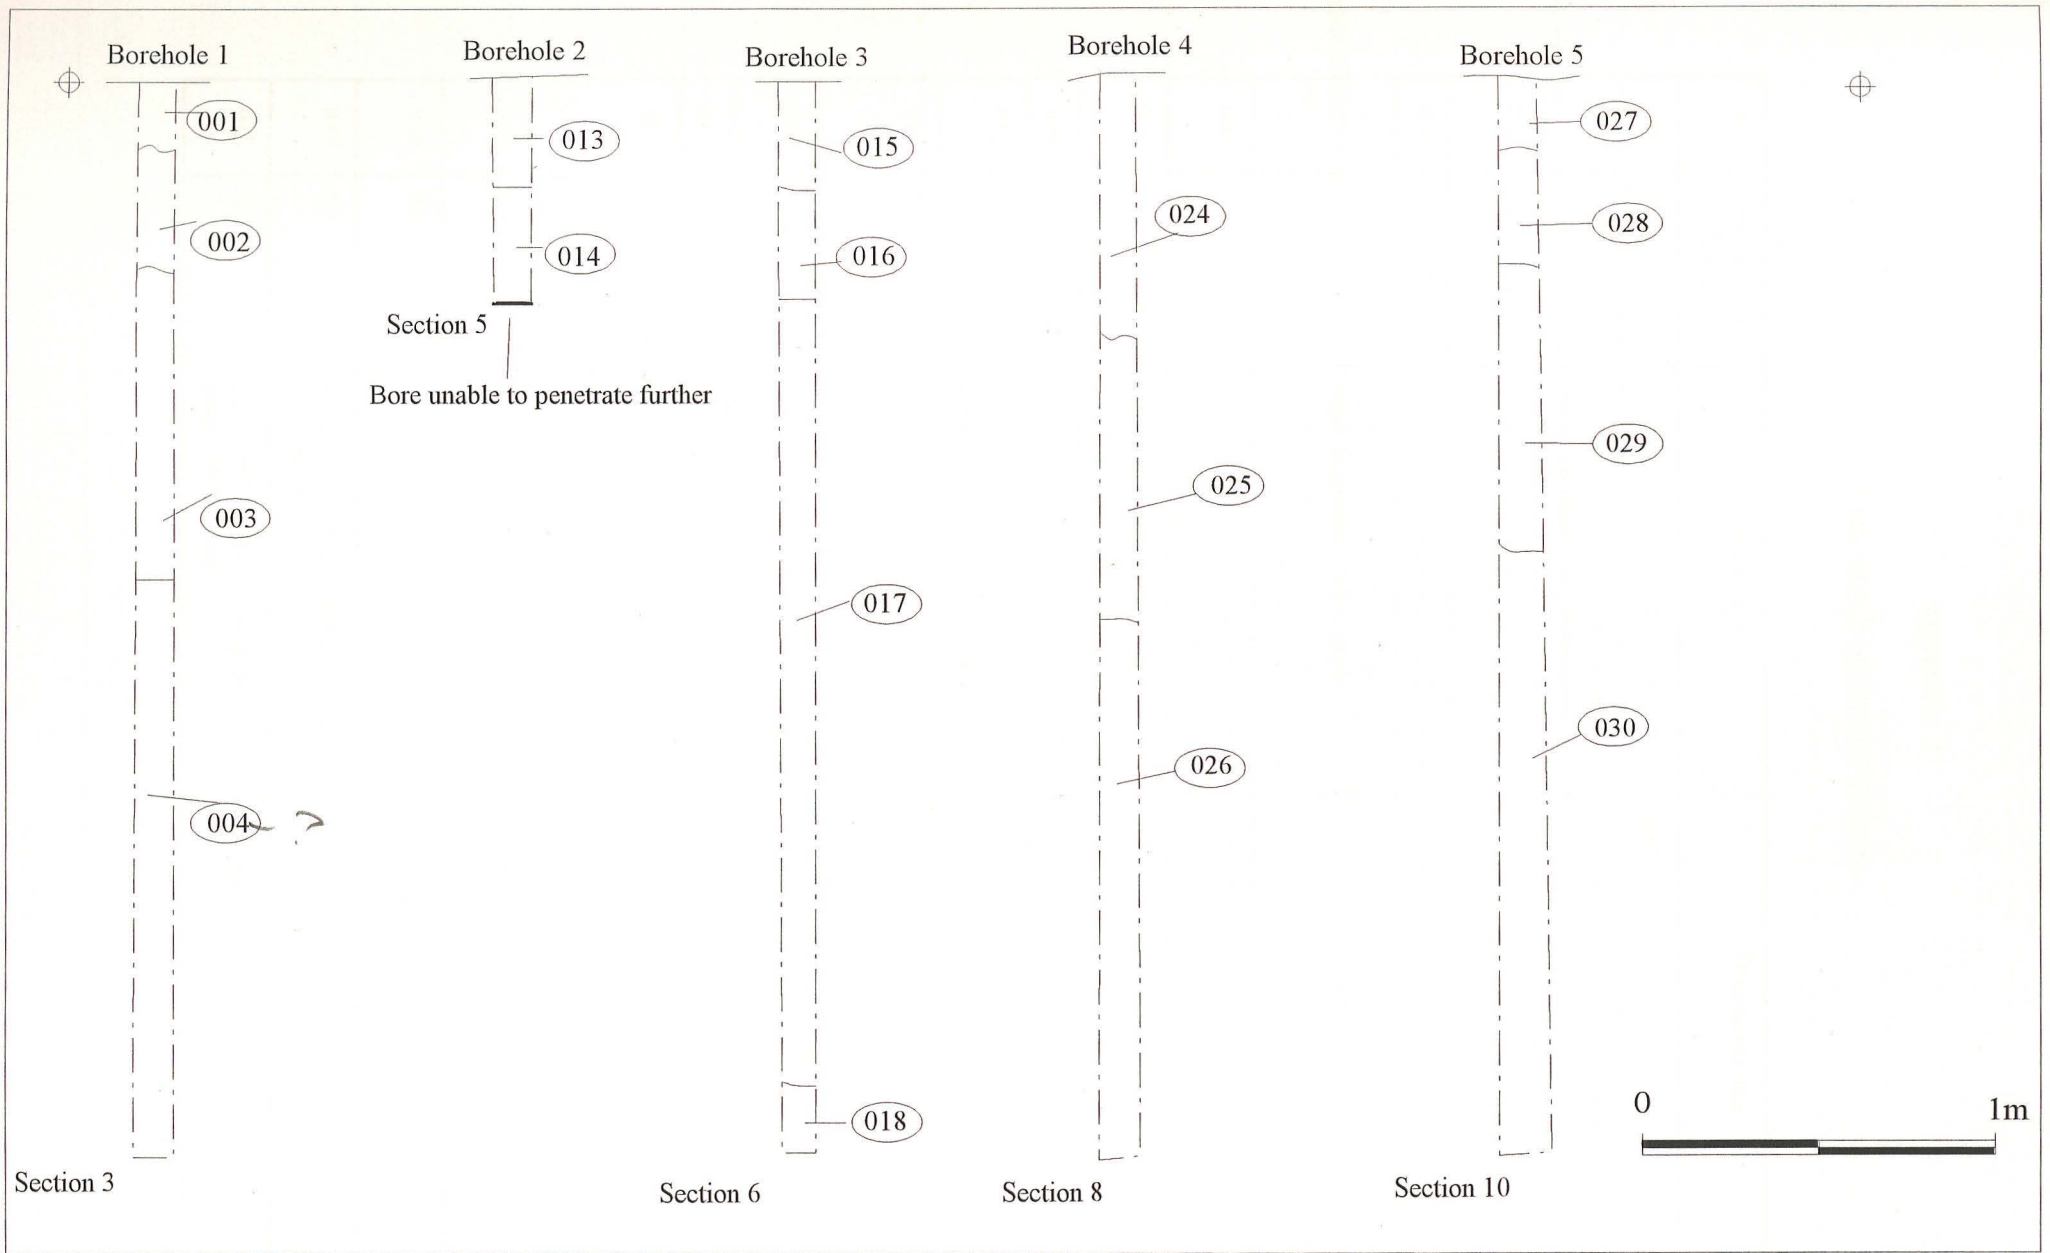 Borehole 1
001
002
003
004 ?
Section 3
Borehole 2
013
014
Section 5
Bore unable to penetrate further
Borehole 3
015
016
017
018
Section 6
Borehole 4
024
025
026
Section 8
Borehole 5
027
028
029
030
Section 10
0 1m